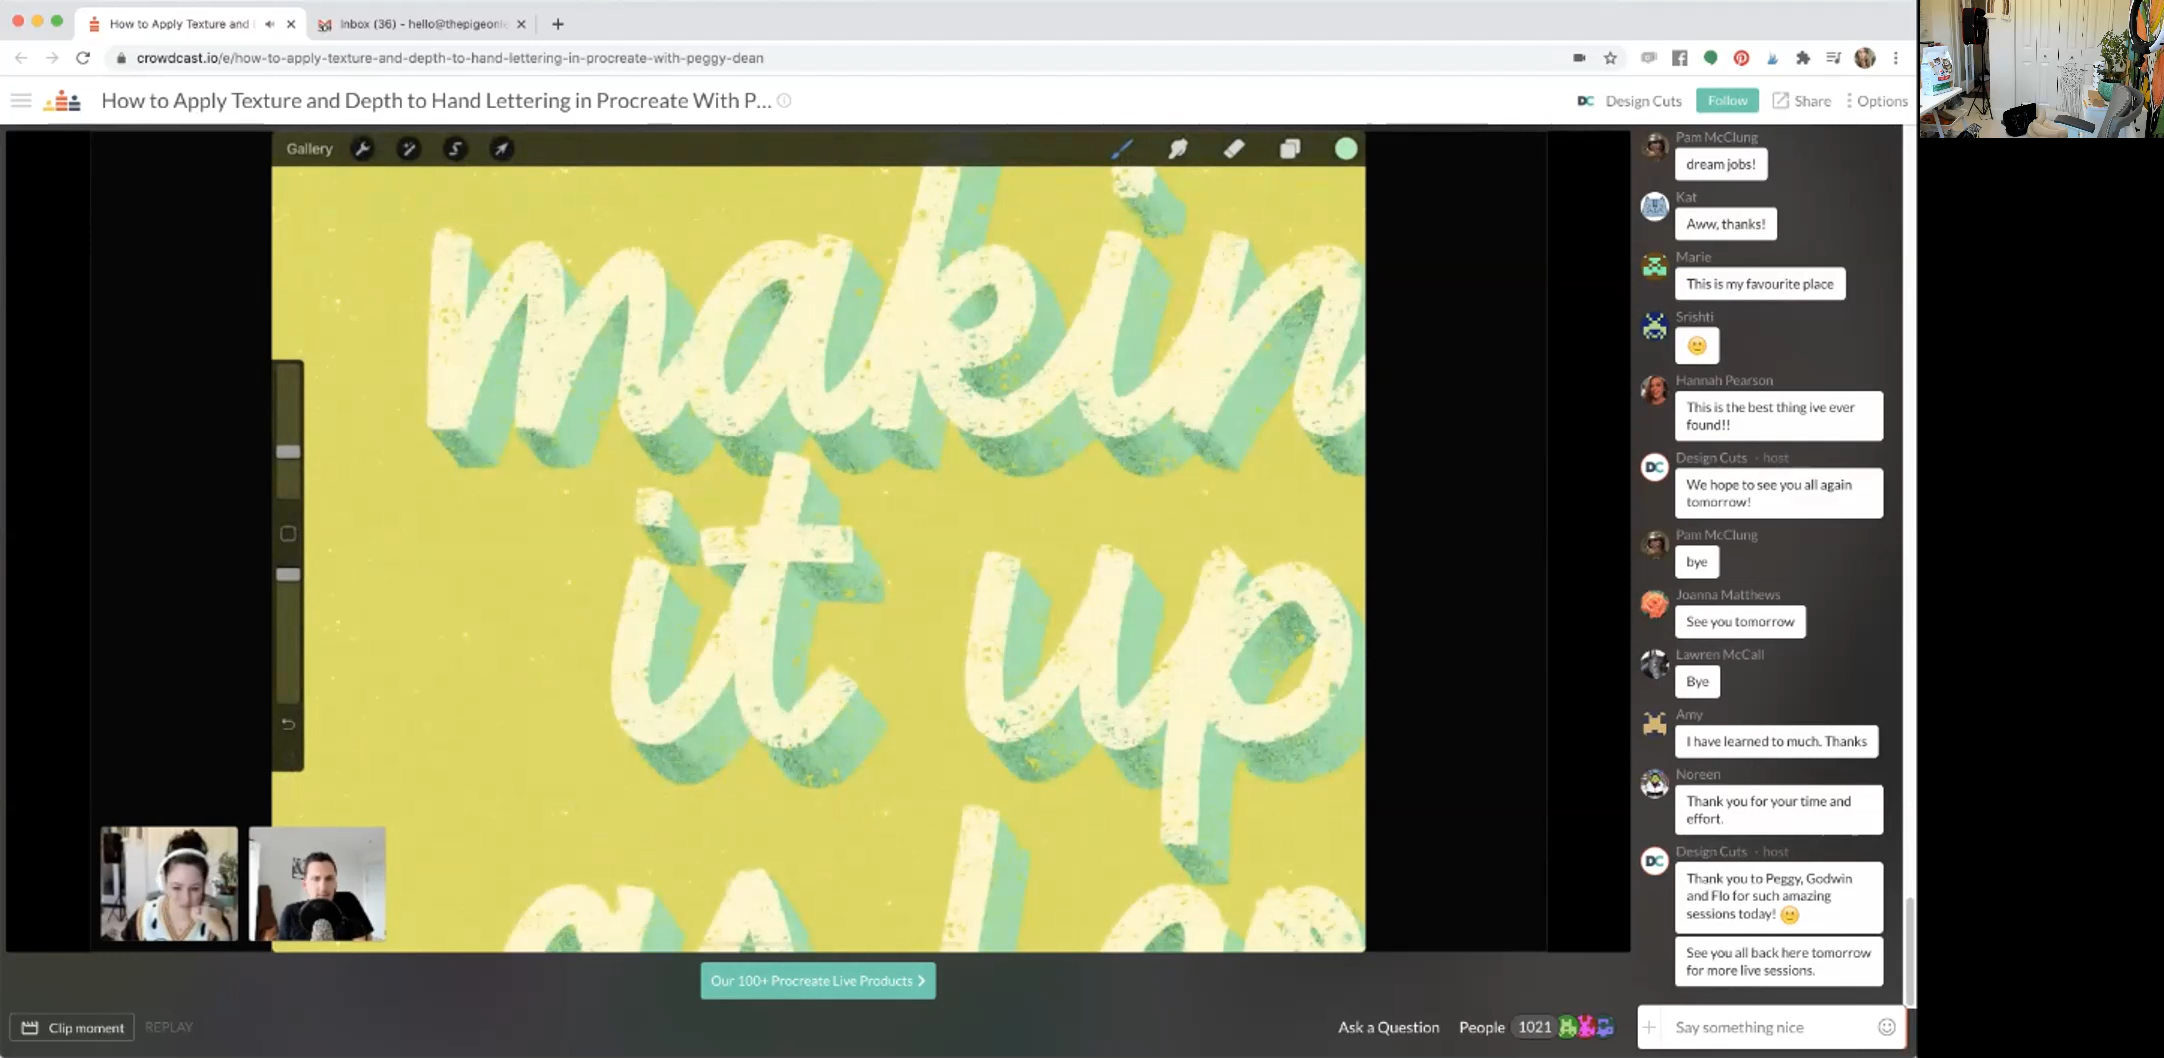 How to Apply Texture and
Inbox (36) - hello@thepigeonle
crowdcast.io/e/how-to-apply-texture-and-depth-to-hand-lettering-in-procreate-with-peggy-dean
How to Apply Texture and Depth to Hand Lettering in Procreate With P...
DC Design Cuts Follow Share Options
Gallery
makin
it up
as lon
Pam McClung
dream jobs!
Kat
Aww, thanks!
Marie
This is my favourite place
Srishti
🙂
Hannah Pearson
This is the best thing ive ever
found!!
DC Design Cuts - host
We hope to see you all again
tomorrow!
Pam McClung
bye
Joanna Matthews
See you tomorrow
Lawren McCall
Bye
Amy
I have learned to much. Thanks
Noreen
Thank you for your time and
effort.
DC Design Cuts - host
Thank you to Peggy, Godwin
and Flo for such amazing
sessions today! 🙂
See you all back here tomorrow
for more live sessions.
Our 100+ Procreate Live Products >
Clip moment REPLAY
Ask a Question People 1021
Say something nice